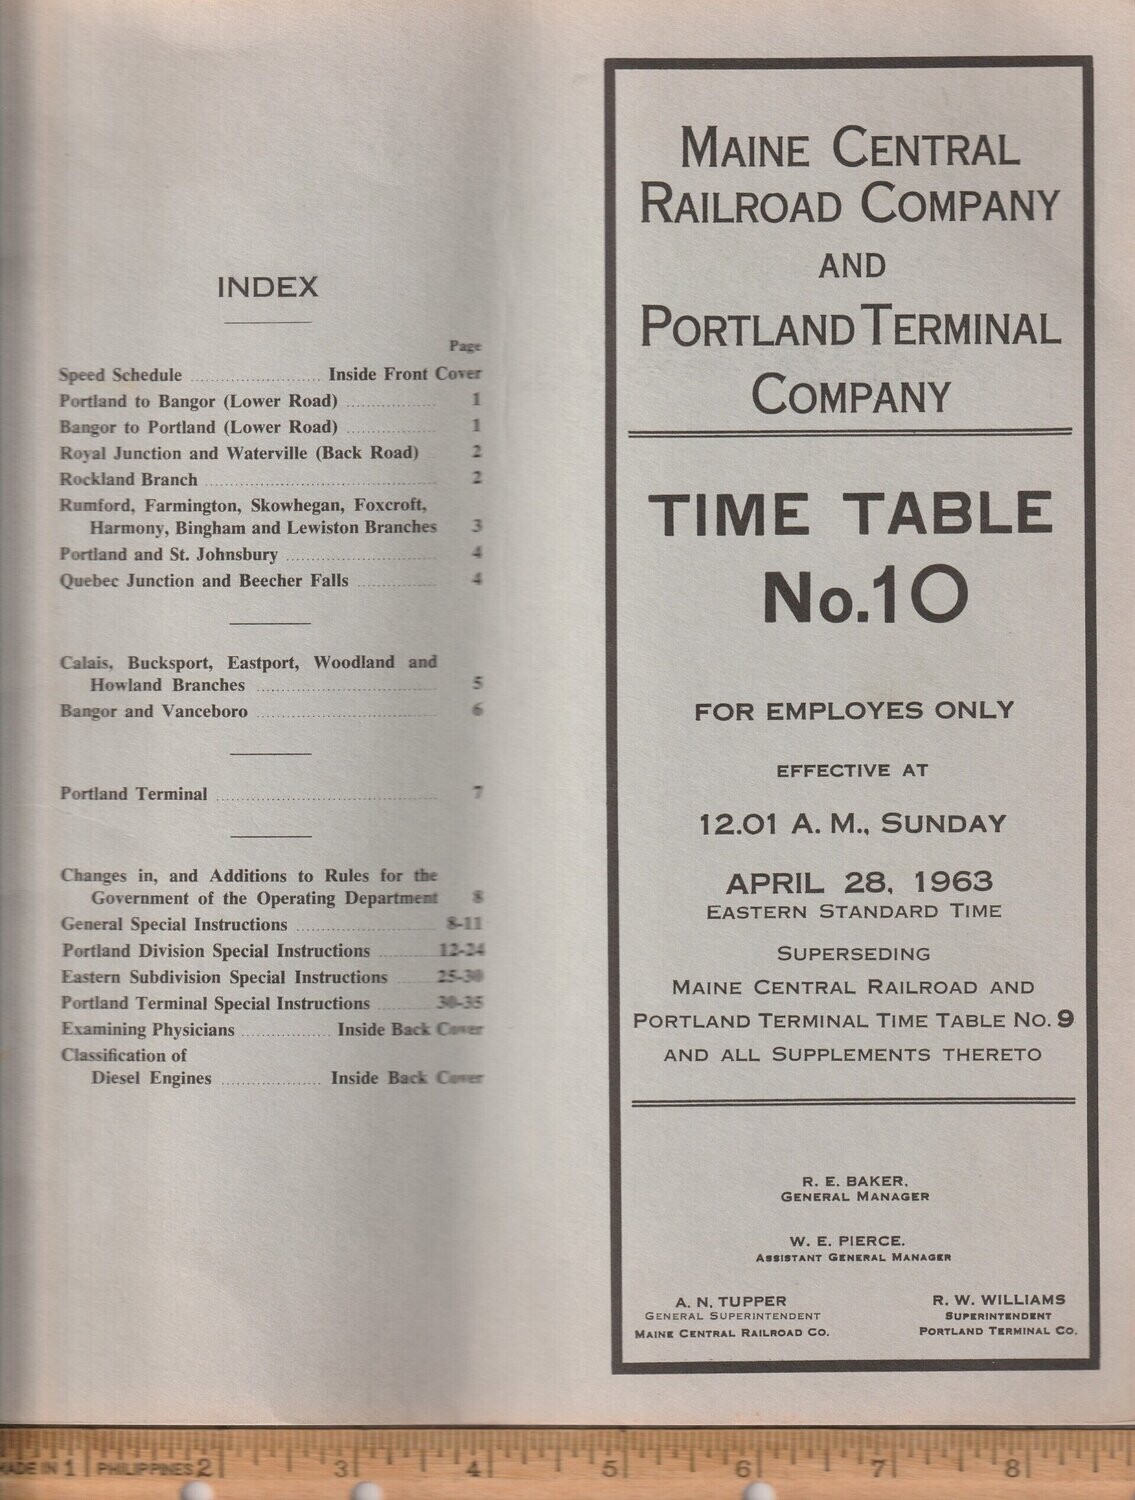 INDEX
Page
Speed Schedule ........................ Inside Front Cover
Portland to Bangor (Lower Road) ................. 1
Bangor to Portland (Lower Road) ................. 1
Royal Junction and Waterville (Back Road) 2
Rockland Branch ........................................... 2
Rumford, Farmington, Skowhegan, Foxcroft,
Harmony, Bingham and Lewiston Branches 3
Portland and St. Johnsbury ............................ 4
Quebec Junction and Beecher Falls ............... 4
Calais, Bucksport, Eastport, Woodland and
Howland Branches ................................... 5
Bangor and Vanceboro ................................... 6
Portland Terminal ......................................... 7
Changes in, and Additions to Rules for the
Government of the Operating Department 8
General Special Instructions .......................... 8-11
Portland Division Special Instructions .......... 12-24
Eastern Subdivision Special Instructions ...... 25-30
Portland Terminal Special Instructions ......... 30-35
Examining Physicians ............... Inside Back Cover
Classification of
Diesel Engines .................. Inside Back Cover
MAINE CENTRAL
RAILROAD COMPANY
AND
PORTLAND TERMINAL
COMPANY
TIME TABLE
No. 10
FOR EMPLOYES ONLY
EFFECTIVE AT
12.01 A. M., SUNDAY
APRIL 28, 1963
EASTERN STANDARD TIME
SUPERSEDING
MAINE CENTRAL RAILROAD AND
PORTLAND TERMINAL TIME TABLE NO. 9
AND ALL SUPPLEMENTS THERETO
R. E. BAKER,
GENERAL MANAGER
W. E. PIERCE,
ASSISTANT GENERAL MANAGER
A. N. TUPPER
GENERAL SUPERINTENDENT
MAINE CENTRAL RAILROAD CO.
R. W. WILLIAMS
SUPERINTENDENT
PORTLAND TERMINAL CO.
MADE IN 1 PHILIPPINES 2 3 4 5 6 7 8